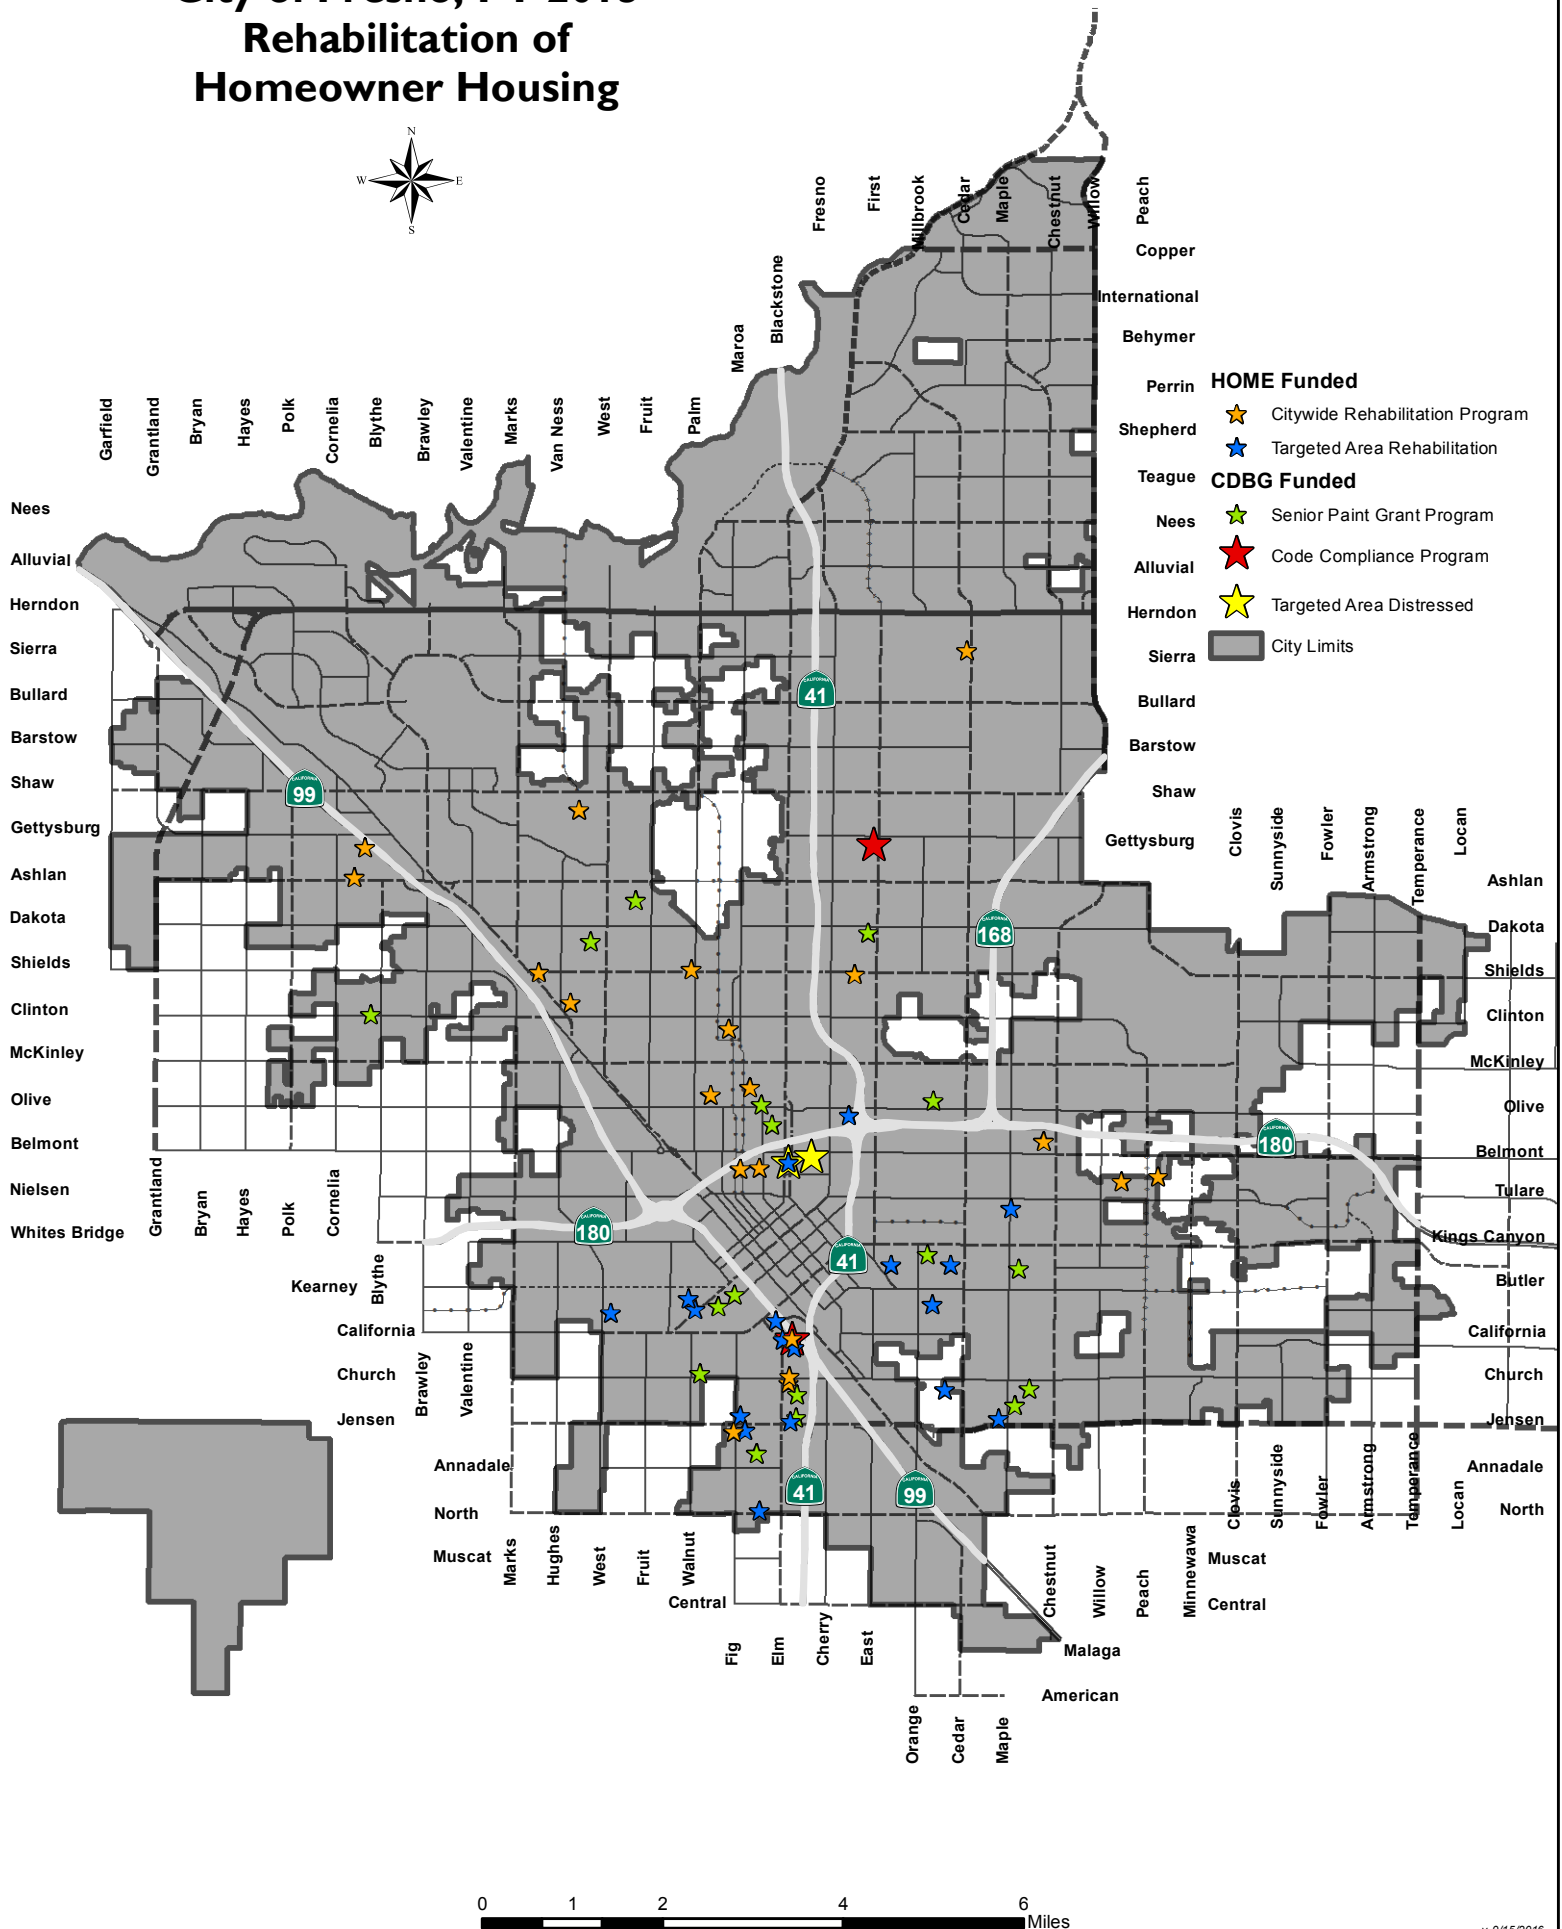 Rehabilitation of
Homeowner Housing
N
W E
S
Fresno
First
Millbrook
Cedar
Maple
Chestnut
Willow
Peach
Maroa
Blackstone
Copper
International
Behymer
Perrin
Shepherd
Teague
Nees
Alluvial
Herndon
Sierra
Bullard
Barstow
Shaw
Gettysburg
HOME Funded
Citywide Rehabilitation Program
Targeted Area Rehabilitation
CDBG Funded
Senior Paint Grant Program
Code Compliance Program
Targeted Area Distressed
City Limits
Garfield
Grantland
Bryan
Hayes
Polk
Cornelia
Blythe
Brawley
Valentine
Marks
Van Ness
West
Fruit
Palm
Nees
Alluvial
Herndon
Sierra
Bullard
Barstow
Shaw
Gettysburg
Ashlan
Dakota
Shields
Clinton
McKinley
Olive
Belmont
Nielsen
Whites Bridge
CALIFORNIA
41
CALIFORNIA
99
CALIFORNIA
168
CALIFORNIA
180
CALIFORNIA
180
CALIFORNIA
41
CALIFORNIA
41
CALIFORNIA
99
Clovis
Sunnyside
Fowler
Armstrong
Temperance
Locan
Ashlan
Dakota
Shields
Clinton
McKinley
Olive
Belmont
Tulare
Kings Canyon
Butler
California
Church
Jensen
Annadale
North
Grantland
Bryan
Hayes
Polk
Cornelia
Kearney
Blythe
California
Church
Jensen
Brawley
Valentine
Annadale
North
Muscat
Marks
Hughes
West
Fruit
Walnut
Central
Fig
Elm
Cherry
East
Orange
Cedar
Maple
Chestnut
Willow
Peach
Minnewawa
Clovis
Sunnyside
Fowler
Armstrong
Temperance
Locan
Muscat
Central
Malaga
American
0 1 2 4 6
Miles